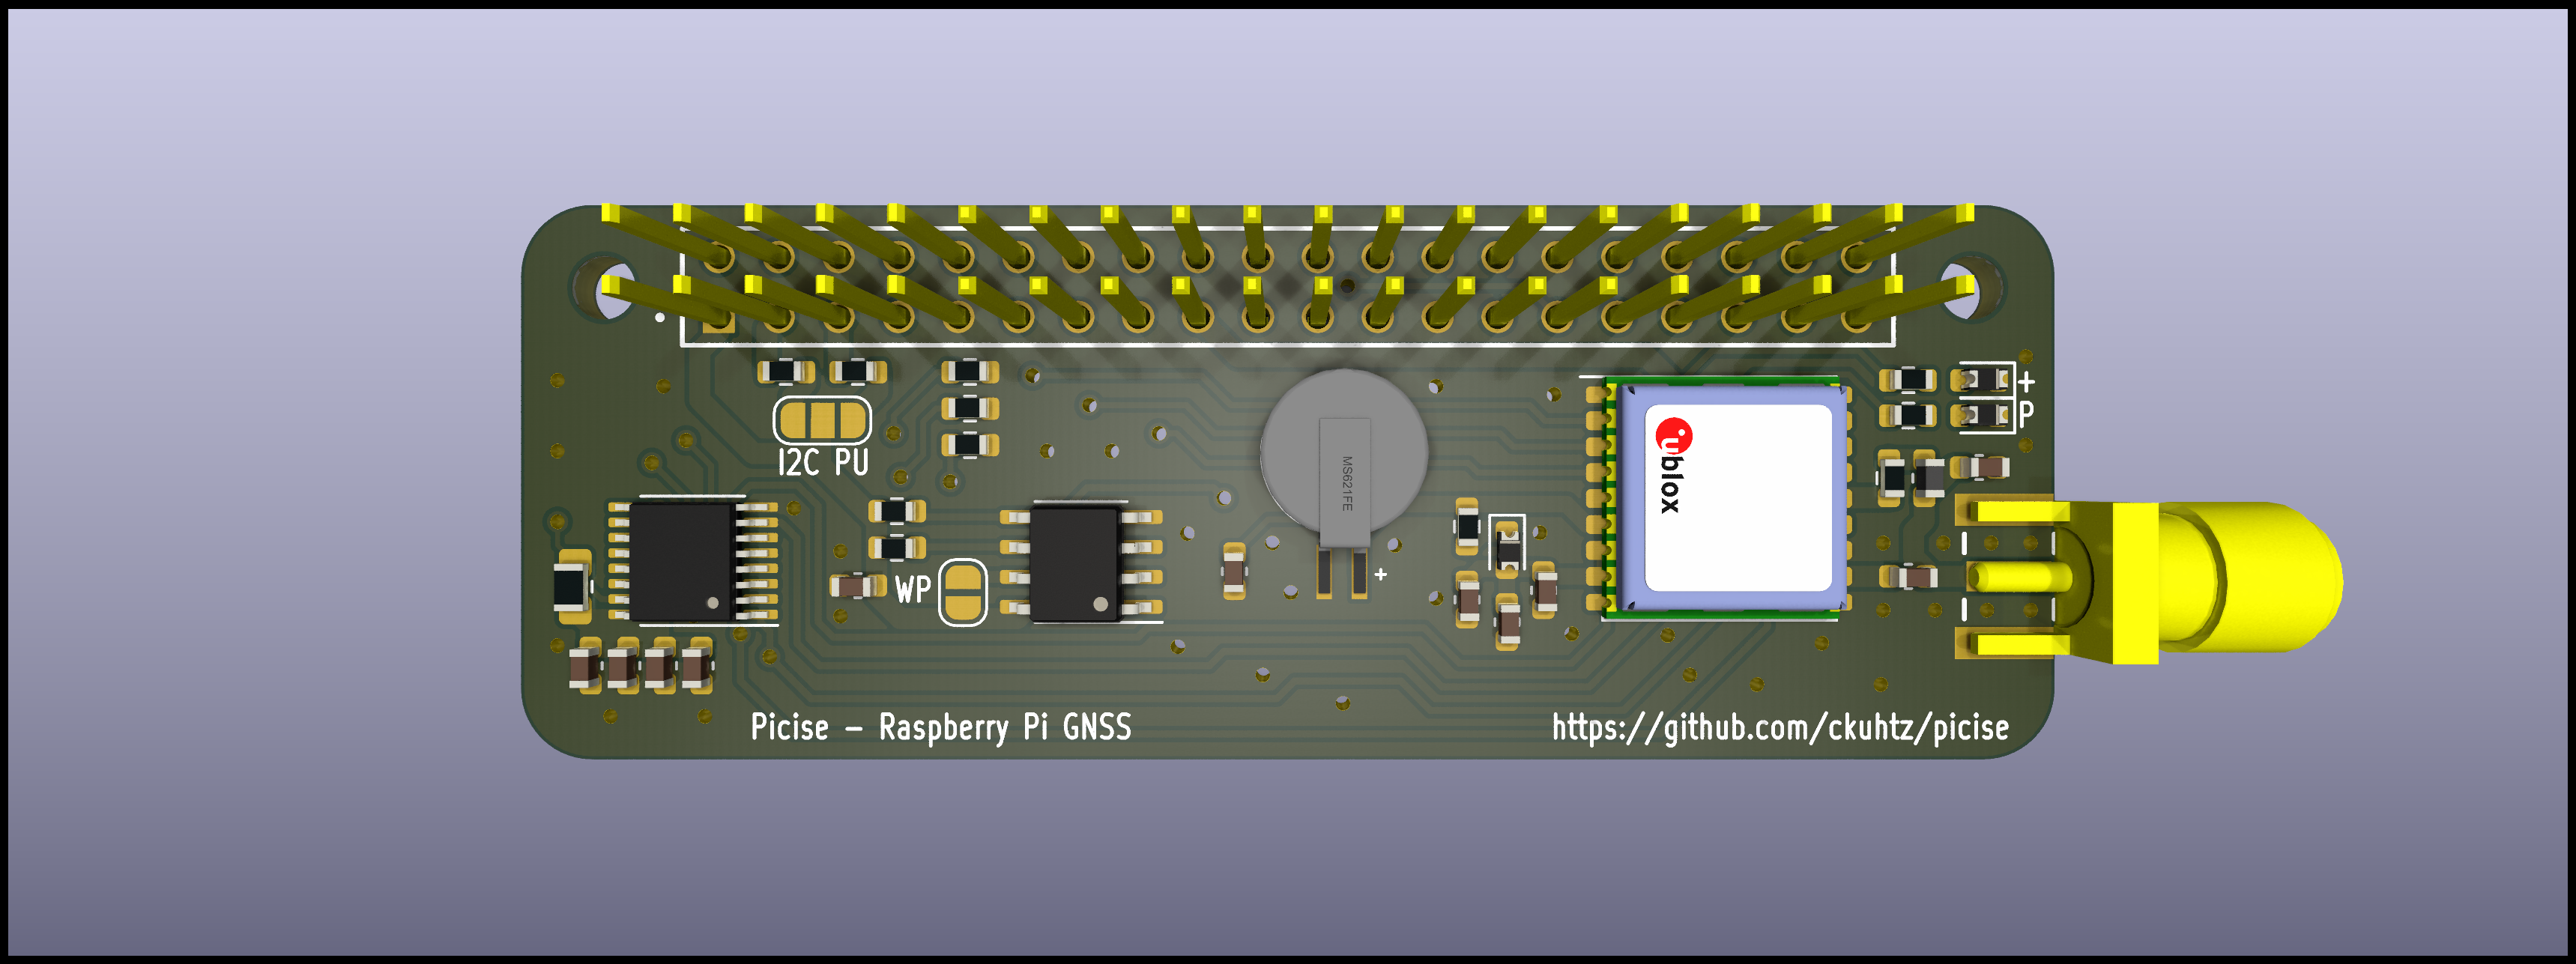 +
P
I2C PU
MS621FE
ublox
WP
+
Picise – Raspberry Pi GNSS
https://github.com/ckuhtz/picise